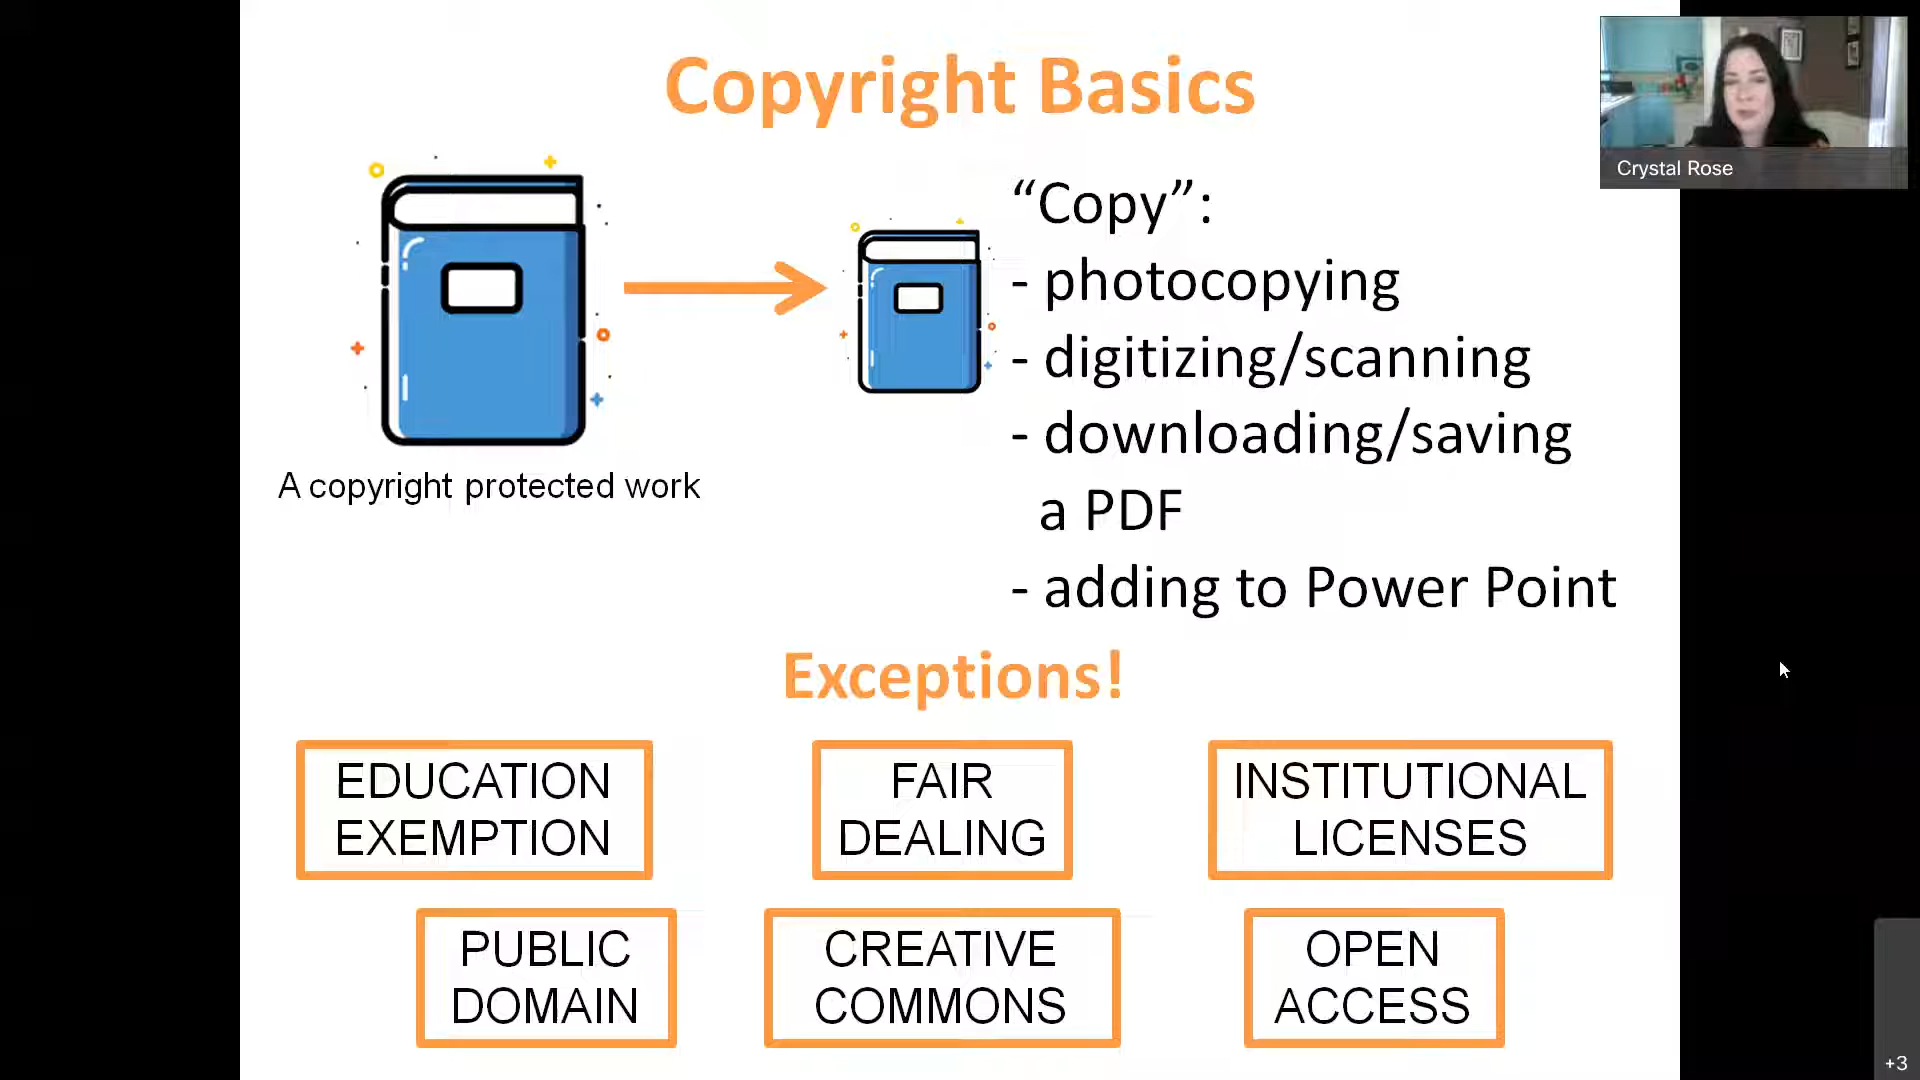 Copyright Basics
Crystal Rose
“Copy”:
- photocopying
- digitizing/scanning
- downloading/saving
a PDF
- adding to Power Point
A copyright protected work
Exceptions!
EDUCATION
EXEMPTION
FAIR
DEALING
INSTITUTIONAL
LICENSES
PUBLIC
DOMAIN
CREATIVE
COMMONS
OPEN
ACCESS
+3